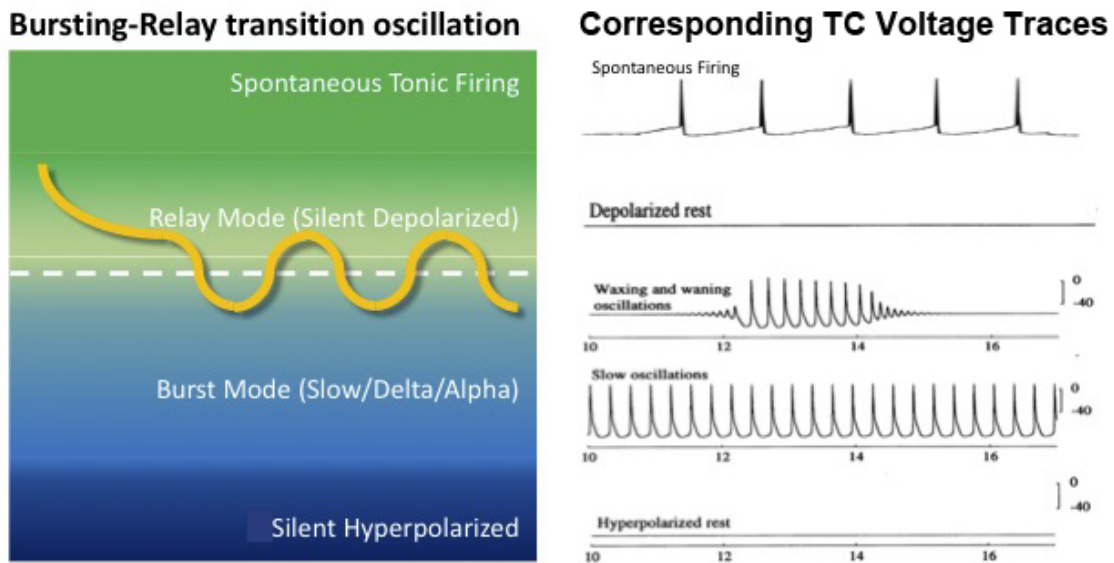 Bursting-Relay transition oscillation
Spontaneous Tonic Firing
Relay Mode (Silent Depolarized)
Burst Mode (Slow/Delta/Alpha)
Silent Hyperpolarized
Corresponding TC Voltage Traces
Spontaneous Firing
Depolarized rest
Waxing and waning
oscillations
0
-40
10 12 14 16
Slow oscillations
0
-40
10 12 14 16
0
-40
Hyperpolarized rest
10 12 14 16